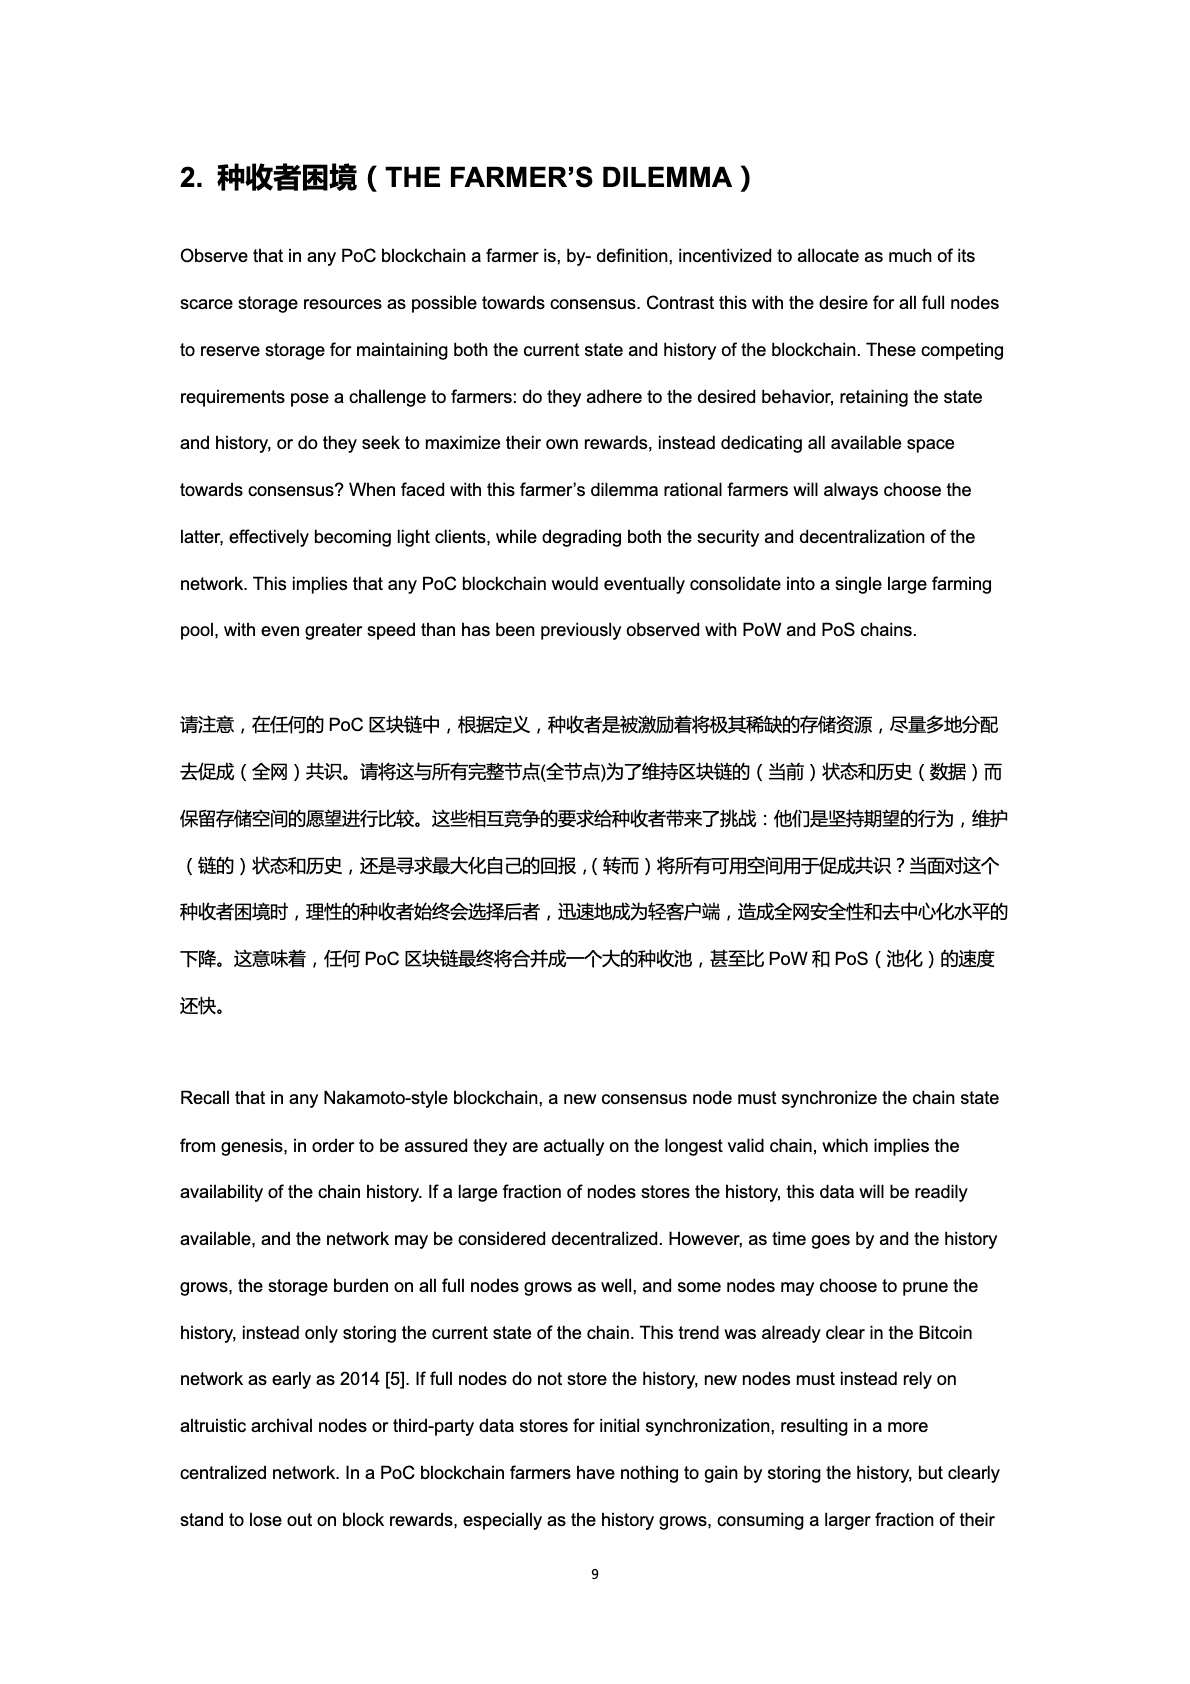 2. 种收者困境（THE FARMER’S DILEMMA）
Observe that in any PoC blockchain a farmer is, by- definition, incentivized to allocate as much of its
scarce storage resources as possible towards consensus. Contrast this with the desire for all full nodes
to reserve storage for maintaining both the current state and history of the blockchain. These competing
requirements pose a challenge to farmers: do they adhere to the desired behavior, retaining the state
and history, or do they seek to maximize their own rewards, instead dedicating all available space
towards consensus? When faced with this farmer’s dilemma rational farmers will always choose the
latter, effectively becoming light clients, while degrading both the security and decentralization of the
network. This implies that any PoC blockchain would eventually consolidate into a single large farming
pool, with even greater speed than has been previously observed with PoW and PoS chains.
请注意，在任何的 PoC 区块链中，根据定义，种收者是被激励着将极其稀缺的存储资源，尽量多地分配
去促成（全网）共识。请将这与所有完整节点(全节点)为了维持区块链的（当前）状态和历史（数据）而
保留存储空间的愿望进行比较。这些相互竞争的要求给种收者带来了挑战：他们是坚持期望的行为，维护
（链的）状态和历史，还是寻求最大化自己的回报，（转而）将所有可用空间用于促成共识？当面对这个
种收者困境时，理性的种收者始终会选择后者，迅速地成为轻客户端，造成全网安全性和去中心化水平的
下降。这意味着，任何 PoC 区块链最终将合并成一个大的种收池，甚至比 PoW 和 PoS（池化）的速度
还快。
Recall that in any Nakamoto-style blockchain, a new consensus node must synchronize the chain state
from genesis, in order to be assured they are actually on the longest valid chain, which implies the
availability of the chain history. If a large fraction of nodes stores the history, this data will be readily
available, and the network may be considered decentralized. However, as time goes by and the history
grows, the storage burden on all full nodes grows as well, and some nodes may choose to prune the
history, instead only storing the current state of the chain. This trend was already clear in the Bitcoin
network as early as 2014 [5]. If full nodes do not store the history, new nodes must instead rely on
altruistic archival nodes or third-party data stores for initial synchronization, resulting in a more
centralized network. In a PoC blockchain farmers have nothing to gain by storing the history, but clearly
stand to lose out on block rewards, especially as the history grows, consuming a larger fraction of their
9